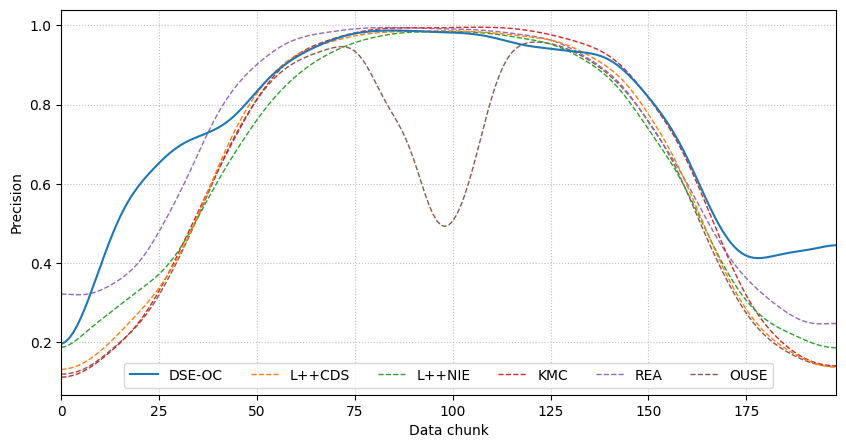 1.0
0.8
0.6
0.4
0.2
Precision
DSE-OC L++CDS L++NIE KMC REA OUSE
0 25 50 75 100 125 150 175
Data chunk